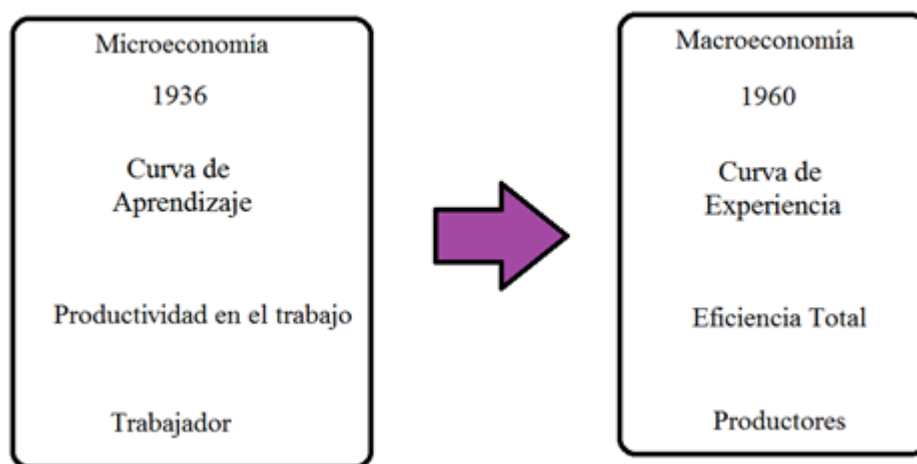 Microeconomía
1936
Curva de
Aprendizaje
Productividad en el trabajo
Trabajador
Macroeconomía
1960
Curva de
Experiencia
Eficiencia Total
Productores